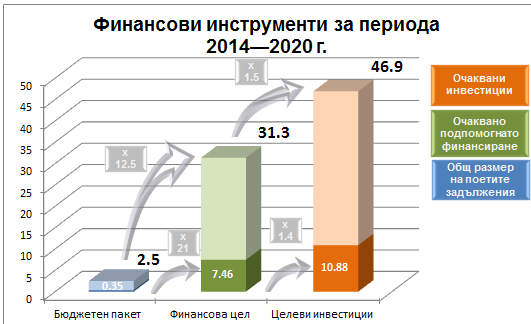 Финансови инструменти за периода
2014—2020 г.
46.9
x
1.5
31.3
x
12.5
2.5
x
21
x
1.4
0.35
7.46
10.88
50
45
40
35
30
25
20
15
10
5
0
Бюджетен пакет
Финансова цел
Целеви инвестиции
Очаквани
инвестиции
Очаквано
подпомогнато
финансиране
Общ размер
на поетите
задължения